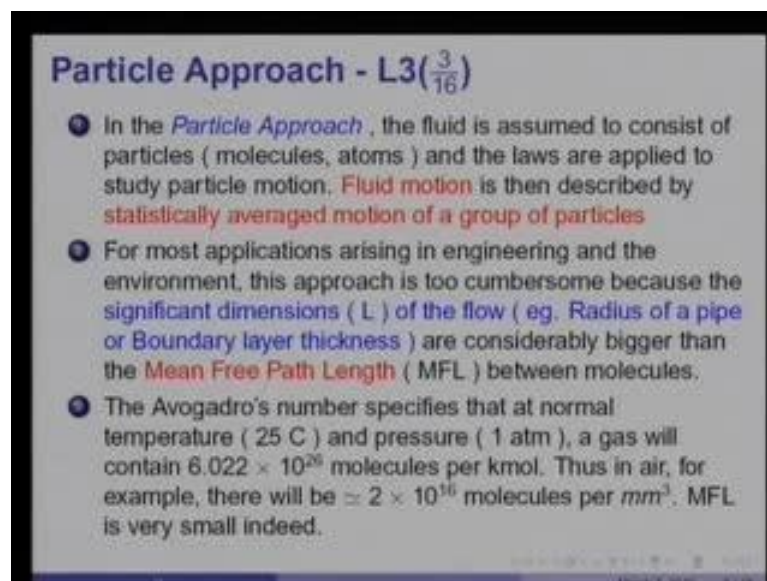 Particle Approach - L3(3/16)
In the Particle Approach , the fluid is assumed to consist of
particles ( molecules, atoms ) and the laws are applied to
study particle motion. Fluid motion is then described by
statistically averaged motion of a group of particles
For most applications arising in engineering and the
environment, this approach is too cumbersome because the
significant dimensions ( L ) of the flow ( eg. Radius of a pipe
or Boundary layer thickness ) are considerably bigger than
the Mean Free Path Length ( MFL ) between molecules.
The Avogadro's number specifies that at normal
temperature ( 25 C ) and pressure ( 1 atm ), a gas will
contain 6.022 × 10²⁶ molecules per kmol. Thus in air, for
example, there will be ≃ 2 × 10¹⁶ molecules per mm³. MFL
is very small indeed.